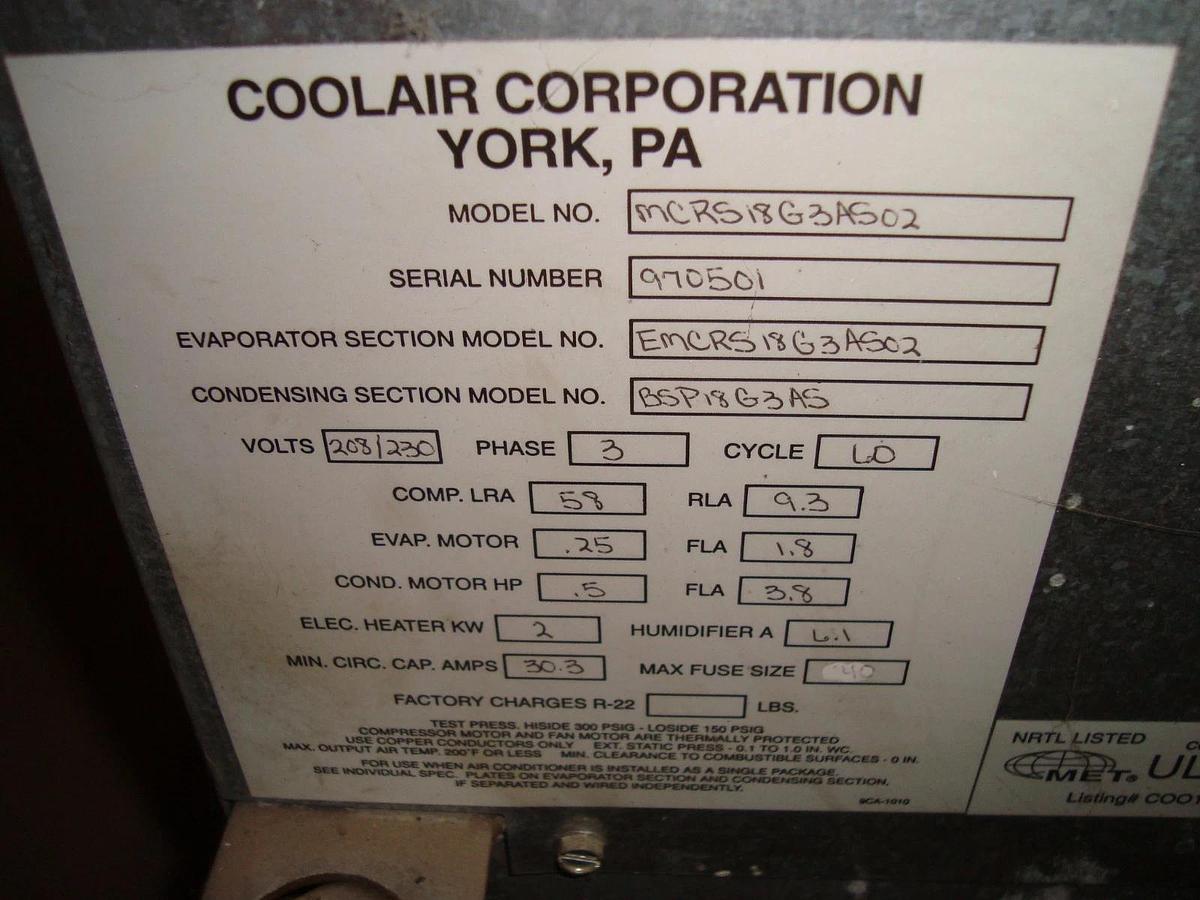 COOLAIR CORPORATION
YORK, PA
MODEL NO. MCRS18G3AS02
SERIAL NUMBER 970501
EVAPORATOR SECTION MODEL NO. EMCRS18G3AS02
CONDENSING SECTION MODEL NO. BSP18G3AS
VOLTS 208/230 PHASE 3 CYCLE 60
COMP. LRA 58 RLA 9.3
EVAP. MOTOR .25 FLA 1.8
COND. MOTOR HP .5 FLA 3.8
ELEC. HEATER KW 2 HUMIDIFIER A 6.1
MIN. CIRC. CAP. AMPS 30.3 MAX FUSE SIZE 40
FACTORY CHARGES R-22 LBS.
TEST PRESS. HISIDE 300 PSIG - LOSIDE 150 PSIG
COMPRESSOR MOTOR AND FAN MOTOR ARE THERMALLY PROTECTED
USE COPPER CONDUCTORS ONLY EXT. STATIC PRESS - 0.1 TO 1.0 IN. WC.
MAX. OUTPUT AIR TEMP. 200°F OR LESS MIN. CLEARANCE TO COMBUSTIBLE SURFACES - 0 IN.
FOR USE WHEN AIR CONDITIONER IS INSTALLED AS A SINGLE PACKAGE.
SEE INDIVIDUAL SPEC. PLATES ON EVAPORATOR SECTION AND CONDENSING SECTION,
IF SEPARATED AND WIRED INDEPENDENTLY.
9CA-1010
NRTL LISTED
MET® UL
Listing# COO1